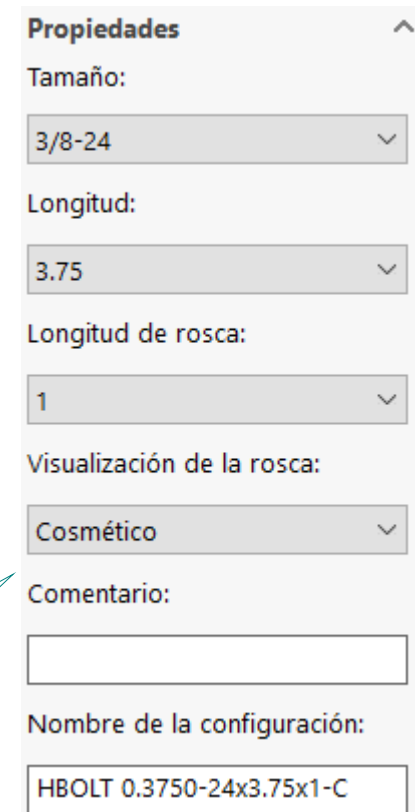 Propiedades
Tamaño:
3/8-24
Longitud:
3.75
Longitud de rosca:
1
Visualización de la rosca:
Cosmético
Comentario:
Nombre de la configuración:
HBOLT 0.3750-24x3.75x1-C